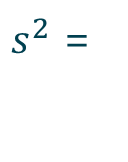 s² =